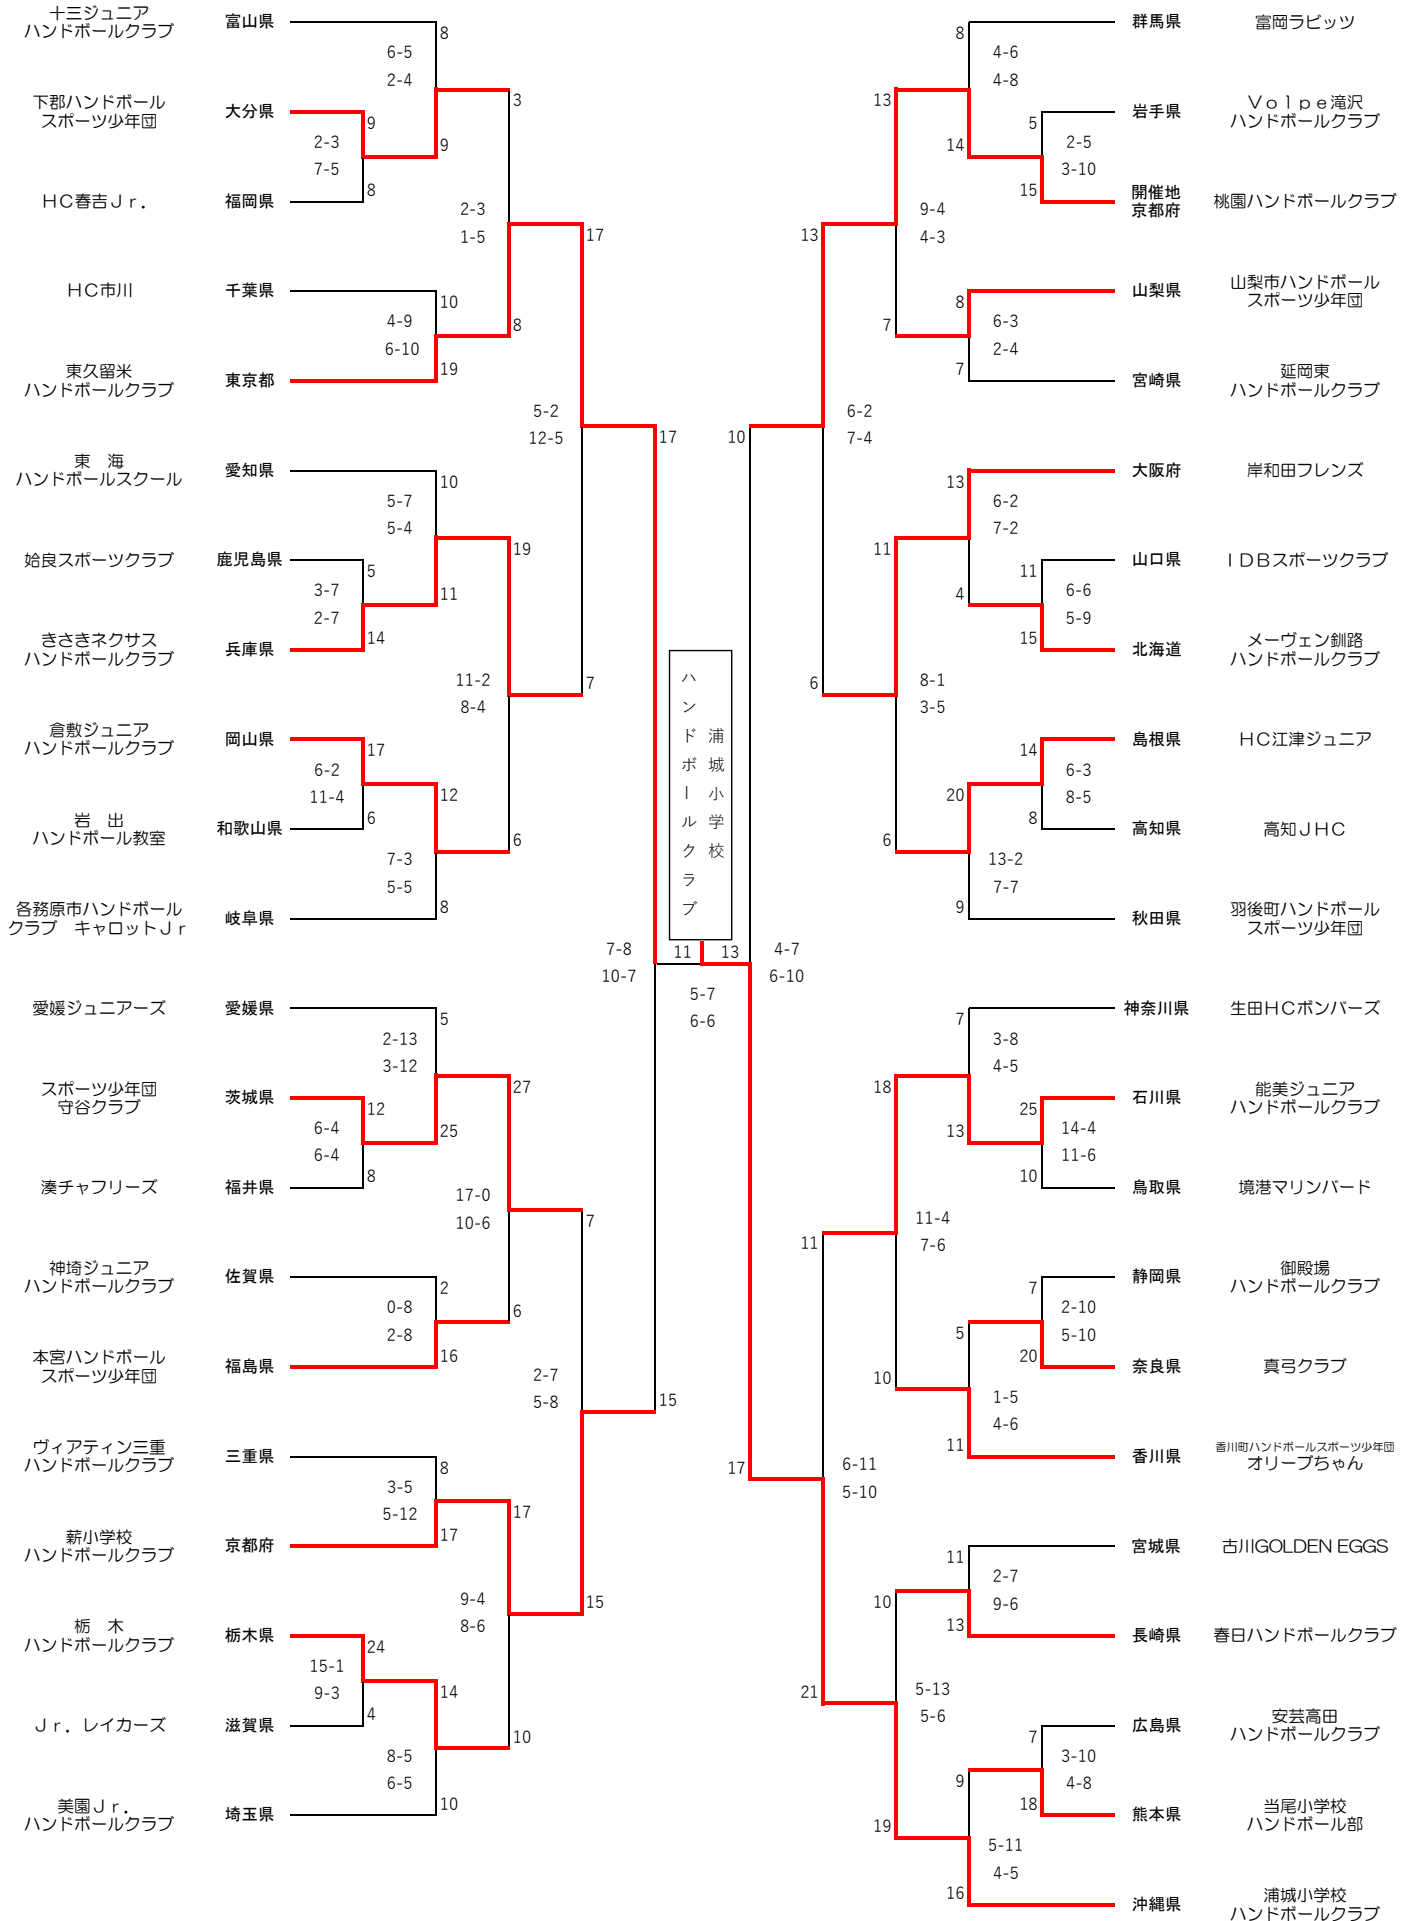 十三ジュニア
ハンドボールクラブ
富山県
8
6-5
2-4
下郡ハンドボール
スポーツ少年団
大分県
9
2-3
7-5
9
3
HC春吉Jr.
福岡県
8
2-3
1-5
17
HC市川
千葉県
10
4-9
6-10
8
東久留米
ハンドボールクラブ
東京都
19
5-2
12-5
17
東　海
ハンドボールスクール
愛知県
10
5-7
5-4
19
姶良スポーツクラブ
鹿児島県
5
3-7
2-7
11
きさきネクサス
ハンドボールクラブ
兵庫県
14
11-2
8-4
7
倉敷ジュニア
ハンドボールクラブ
岡山県
17
6-2
11-4
12
岩　出
ハンドボール教室
和歌山県
6
7-3
5-5
6
各務原市ハンドボール
クラブ　キャロットJr
岐阜県
8
7-8
10-7
11
愛媛ジュニアーズ
愛媛県
5
2-13
3-12
27
スポーツ少年団
守谷クラブ
茨城県
12
6-4
6-4
25
湊チャフリーズ
福井県
8
17-0
10-6
7
神埼ジュニア
ハンドボールクラブ
佐賀県
2
0-8
2-8
6
本宮ハンドボール
スポーツ少年団
福島県
16
2-7
5-8
15
ヴィアティン三重
ハンドボールクラブ
三重県
8
3-5
5-12
17
薪小学校
ハンドボールクラブ
京都府
17
9-4
8-6
15
栃　木
ハンドボールクラブ
栃木県
24
15-1
9-3
14
Jr．レイカーズ
滋賀県
4
8-5
6-5
10
美園Jr.
ハンドボールクラブ
埼玉県
10
浦城小学校
ハンドボールクラブ
5-7
6-6
13
群馬県
富岡ラビッツ
8
4-6
4-8
13
岩手県
Volpe滝沢
ハンドボールクラブ
5
2-5
3-10
14
開催地
京都府
桃園ハンドボールクラブ
15
9-4
4-3
13
山梨県
山梨市ハンドボール
スポーツ少年団
8
6-3
2-4
7
宮崎県
延岡東
ハンドボールクラブ
7
6-2
7-4
10
大阪府
岸和田フレンズ
13
6-2
7-2
11
山口県
IDBスポーツクラブ
11
6-6
5-9
4
北海道
メーヴェン釧路
ハンドボールクラブ
15
8-1
3-5
6
島根県
HC江津ジュニア
14
6-3
8-5
20
高知県
高知JHC
8
13-2
7-7
6
秋田県
羽後町ハンドボール
スポーツ少年団
9
4-7
6-10
神奈川県
生田HCボンバーズ
7
3-8
4-5
18
石川県
能美ジュニア
ハンドボールクラブ
25
14-4
11-6
13
鳥取県
境港マリンバード
10
11-4
7-6
11
静岡県
御殿場
ハンドボールクラブ
7
2-10
5-10
5
奈良県
真弓クラブ
20
1-5
4-6
10
香川県
香川町ハンドボールスポーツ少年団
オリーブちゃん
11
6-11
5-10
17
宮城県
古川GOLDEN EGGS
11
2-7
9-6
10
長崎県
春日ハンドボールクラブ
13
5-13
5-6
21
広島県
安芸高田
ハンドボールクラブ
7
3-10
4-8
9
熊本県
当尾小学校
ハンドボール部
18
5-11
4-5
19
沖縄県
浦城小学校
ハンドボールクラブ
16